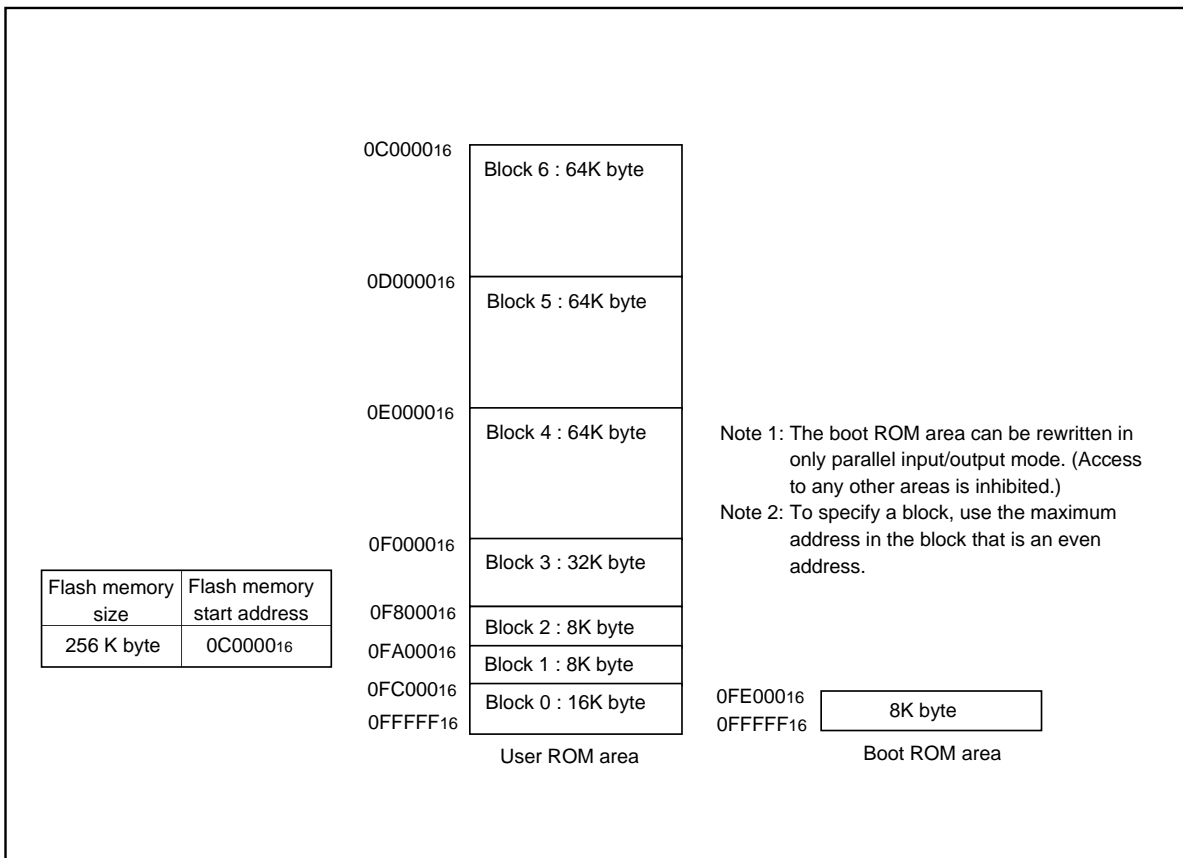 0C000016
Block 6 : 64K byte
0D000016
Block 5 : 64K byte
0E000016
Block 4 : 64K byte
0F000016
Block 3 : 32K byte
0F800016
Block 2 : 8K byte
0FA00016
Block 1 : 8K byte
0FC00016
Block 0 : 16K byte
0FFFFF16
User ROM area
Flash memory size
Flash memory start address
256 K byte
0C000016
Note 1: The boot ROM area can be rewritten in
only parallel input/output mode. (Access
to any other areas is inhibited.)
Note 2: To specify a block, use the maximum
address in the block that is an even
address.
0FE00016
8K byte
0FFFFF16
Boot ROM area